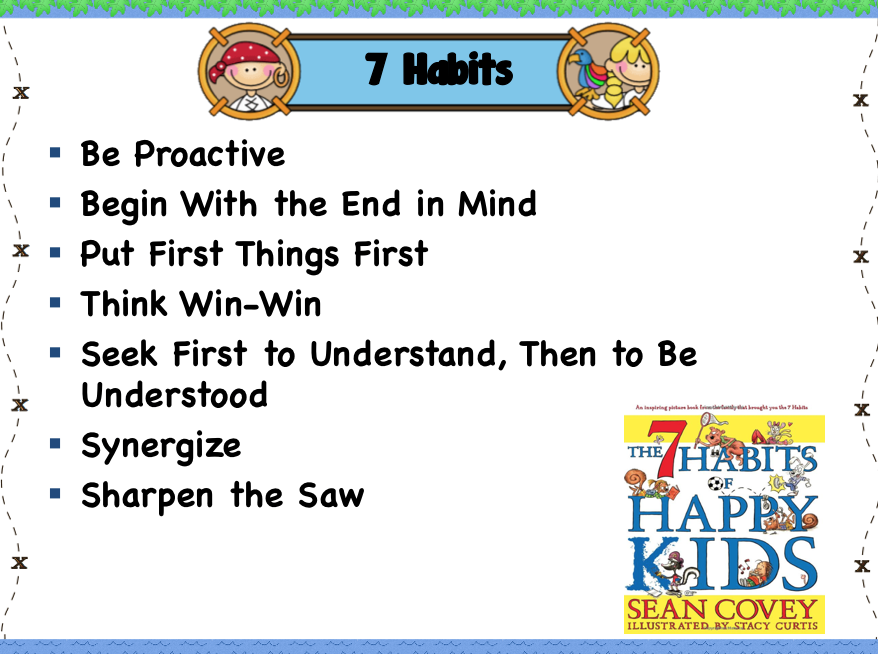 7 Habits
Be Proactive
Begin With the End in Mind
Put First Things First
Think Win-Win
Seek First to Understand, Then to Be
Understood
Synergize
Sharpen the Saw
An inspiring picture book from the family that brought you the 7 Habits
THE 7 HABITS
OF
HAPPY
KIDS
SEAN COVEY
ILLUSTRATED BY STACY CURTIS